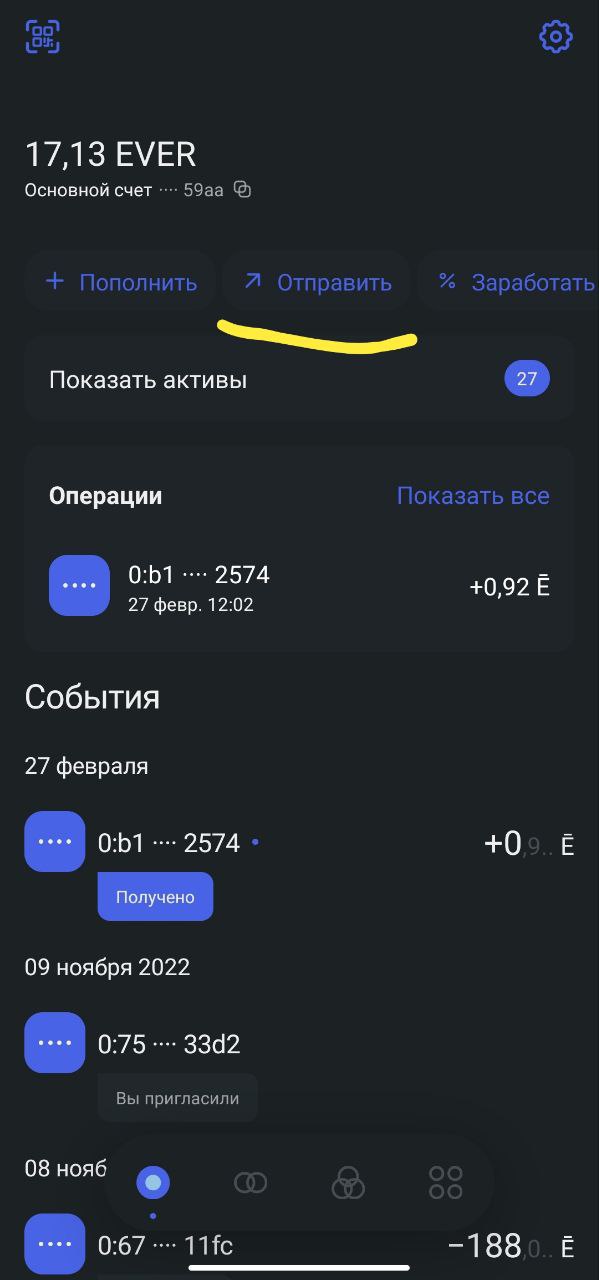 17,13 EVER
Основной счет ···· 59aa
+ Пополнить
Отправить
% Заработать
Показать активы
27
Операции
Показать все
0:b1 ···· 2574
27 февр. 12:02
+0,92 Ē
События
27 февраля
0:b1 ···· 2574
+0,9.. Ē
Получено
09 ноября 2022
0:75 ···· 33d2
Вы пригласили
08 нояб
0:67 ···· 11fc
−188,0.. Ē